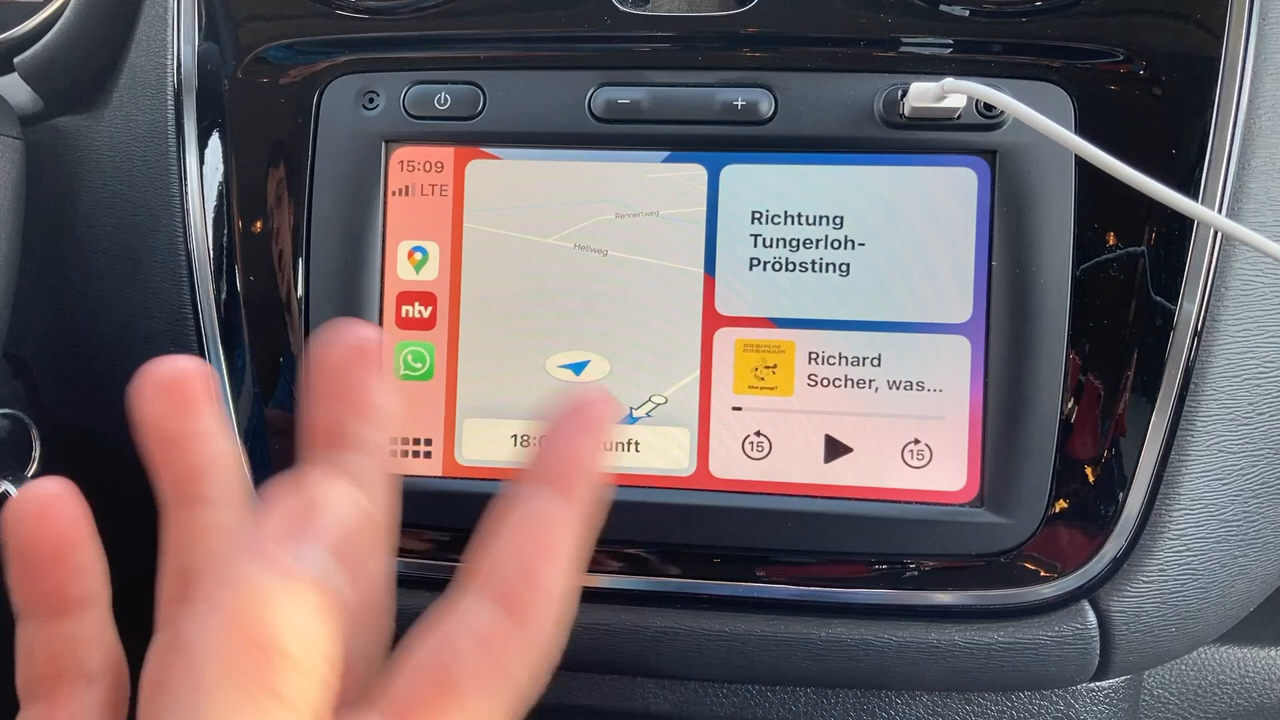 15:09
LTE
ntv
Rennerweg
Hellweg
Richtung
Tungerloh-
Pröbsting
Richard
Socher, was...
15
15